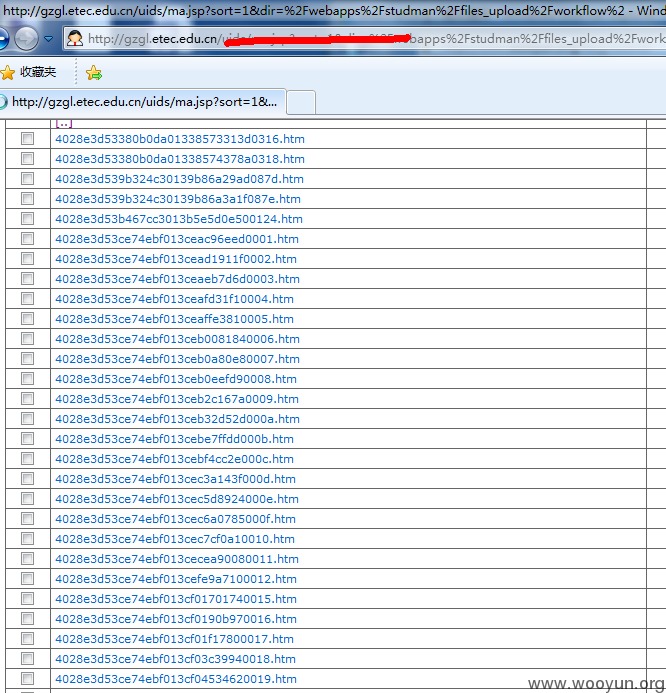 http://gzgl.etec.edu.cn/uids/ma.jsp?sort=1&dir=%2Fwebapps%2Fstudman%2Ffiles_upload%2Fworkflow%2 - Wind
http://gzgl.etec.edu.cn/ ebapps%2Fstudman%2Ffiles_upload%2Fwork
收藏夹
http://gzgl.etec.edu.cn/uids/ma.jsp?sort=1&...
[..]
4028e3d53380b0da01338573313d0316.htm
4028e3d53380b0da01338574378a0318.htm
4028e3d539b324c30139b86a29ad087d.htm
4028e3d539b324c30139b86a3a1f087e.htm
4028e3d53b467cc3013b5e5d0e500124.htm
4028e3d53ce74ebf013ceac96eed0001.htm
4028e3d53ce74ebf013cead1911f0002.htm
4028e3d53ce74ebf013ceaeb7d6d0003.htm
4028e3d53ce74ebf013ceafd31f10004.htm
4028e3d53ce74ebf013ceaffe3810005.htm
4028e3d53ce74ebf013ceb0081840006.htm
4028e3d53ce74ebf013ceb0a80e80007.htm
4028e3d53ce74ebf013ceb0eefd90008.htm
4028e3d53ce74ebf013ceb2c167a0009.htm
4028e3d53ce74ebf013ceb32d52d000a.htm
4028e3d53ce74ebf013cebe7ffdd000b.htm
4028e3d53ce74ebf013cebf4cc2e000c.htm
4028e3d53ce74ebf013cec3a143f000d.htm
4028e3d53ce74ebf013cec5d8924000e.htm
4028e3d53ce74ebf013cec6a0785000f.htm
4028e3d53ce74ebf013cec7cf0a10010.htm
4028e3d53ce74ebf013cecea90080011.htm
4028e3d53ce74ebf013cefe9a7100012.htm
4028e3d53ce74ebf013cf01701740015.htm
4028e3d53ce74ebf013cf0190b970016.htm
4028e3d53ce74ebf013cf01f17800017.htm
4028e3d53ce74ebf013cf03c39940018.htm
4028e3d53ce74ebf013cf04534620019.htm
www.wooyun.org